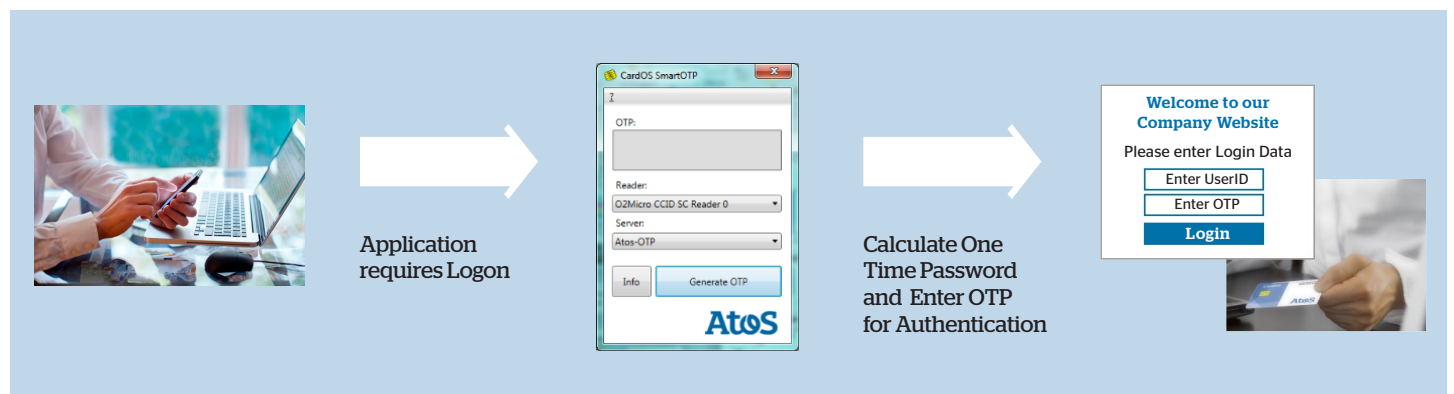 Application
requires Logon
CardOS SmartOTP
?
OTP:
Reader:
O2Micro CCID SC Reader 0
Server:
Atos-OTP
Info
Generate OTP
Atos
Calculate One
Time Password
and Enter OTP
for Authentication
Welcome to our
Company Website
Please enter Login Data
Enter UserID
Enter OTP
Login
Atos